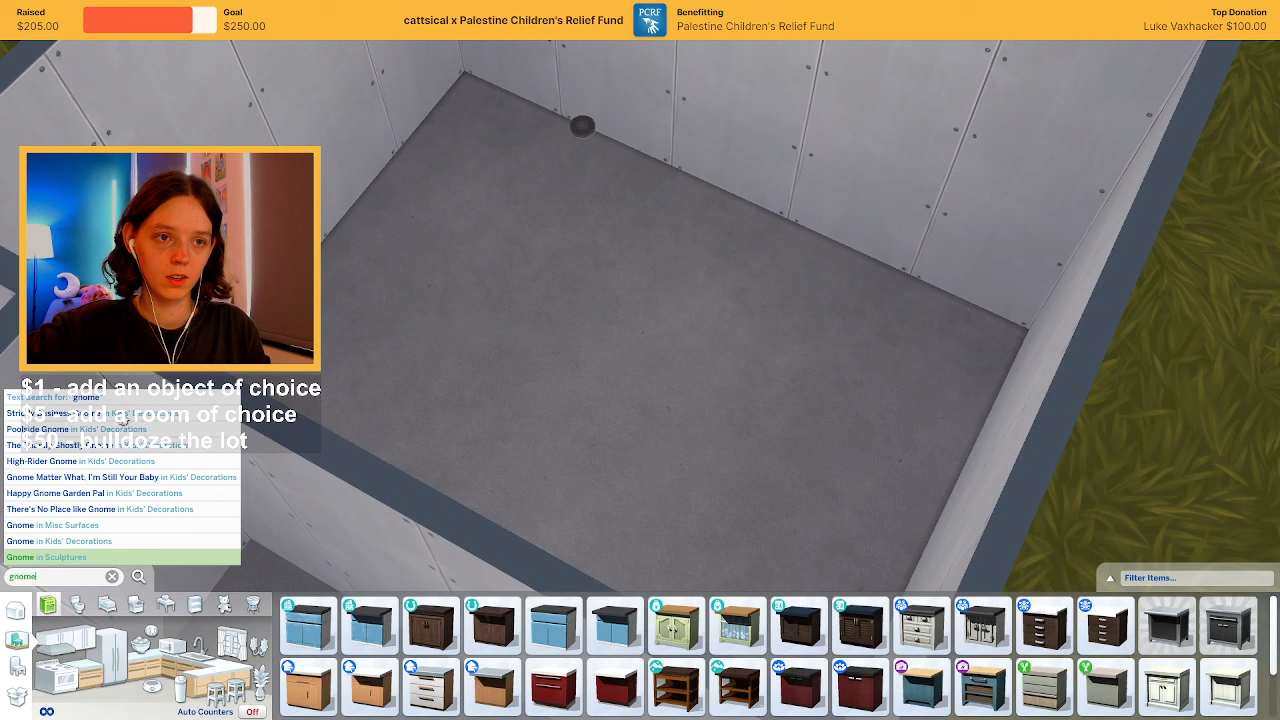 Raised
$205.00
Goal
$250.00
cattsical x Palestine Children's Relief Fund
PCRF
Benefitting
Palestine Children's Relief Fund
Top Donation
Luke Vaxhacker $100.00
$1 - add an object of choice
$5 - add a room of choice
$50 - bulldoze the lot
Text Search for: "gnome"
Poolside Gnome in Kids' Decorations
High-Rider Gnome in Kids' Decorations
Gnome Matter What, I'm Still Your Baby in Kids' Decorations
Happy Gnome Garden Pal in Kids' Decorations
There's No Place like Gnome in Kids' Decorations
Gnome in Misc Surfaces
Gnome in Kids' Decorations
Gnome in Sculptures
gnome
Filter Items...
Auto Counters
Off